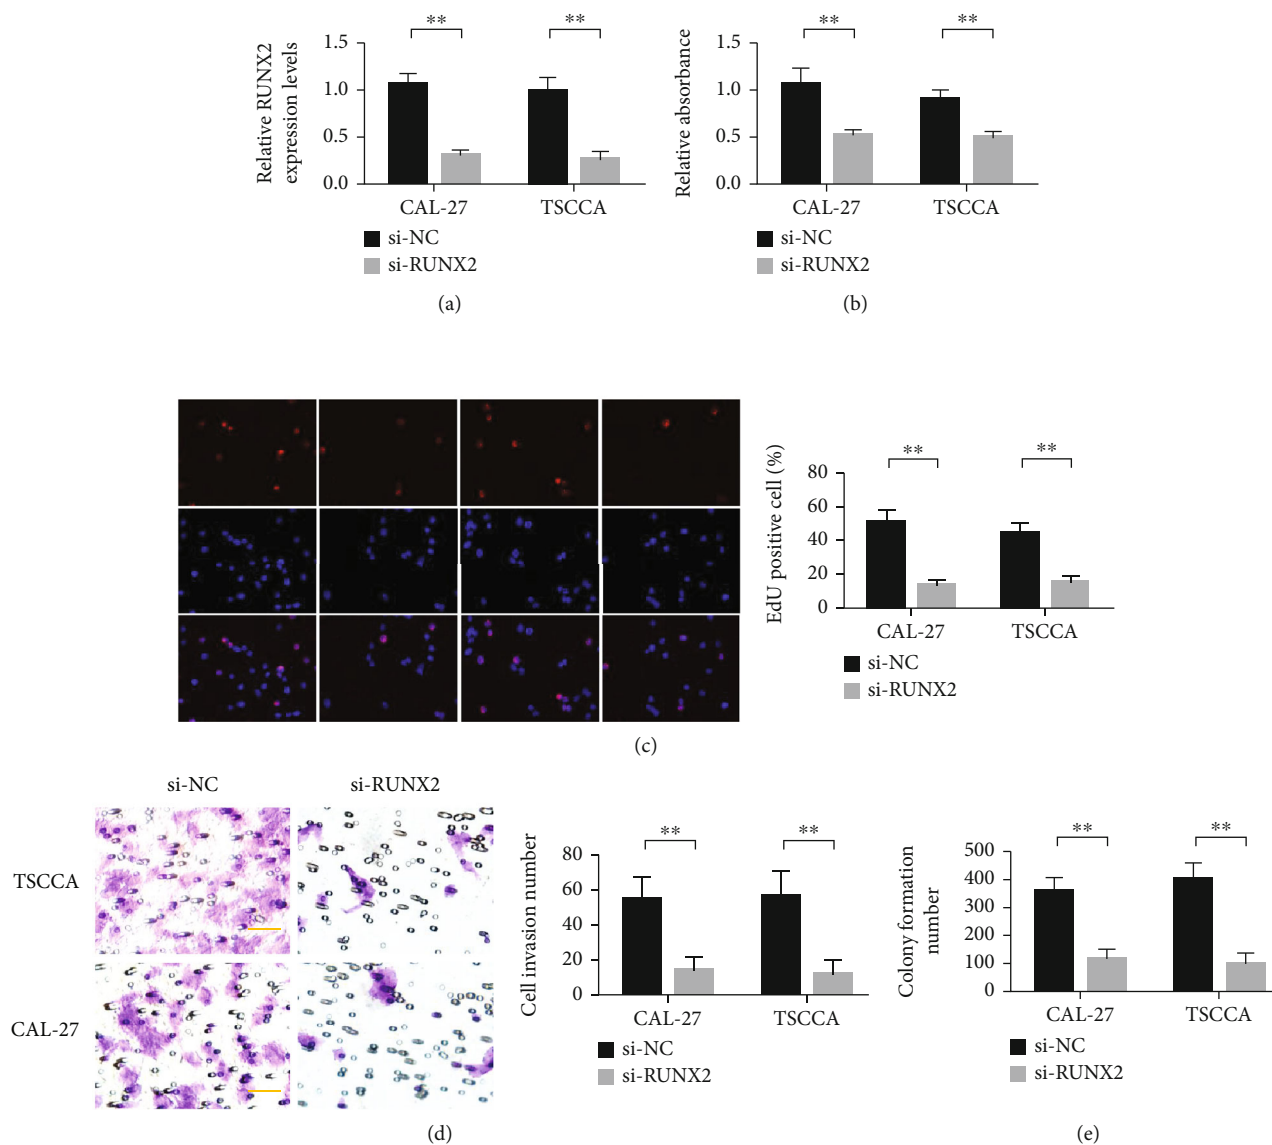 ** ** ** **
Relative RUNX2
expression levels
1.5
1.0
0.5
0.0
CAL-27 TSCCA
si-NC
si-RUNX2
(a)
Relative absorbance
1.5
1.0
0.5
0.0
CAL-27 TSCCA
si-NC
si-RUNX2
(b)
EdU positive cell (%)
** **
80
60
40
20
0
CAL-27 TSCCA
si-NC
si-RUNX2
(c)
si-NC si-RUNX2
TSCCA
CAL-27
Cell invasion number
** **
80
60
40
20
0
CAL-27 TSCCA
si-NC
si-RUNX2
(d)
Colony formation
number
** **
500
400
300
200
100
0
CAL-27 TSCCA
si-NC
si-RUNX2
(e)